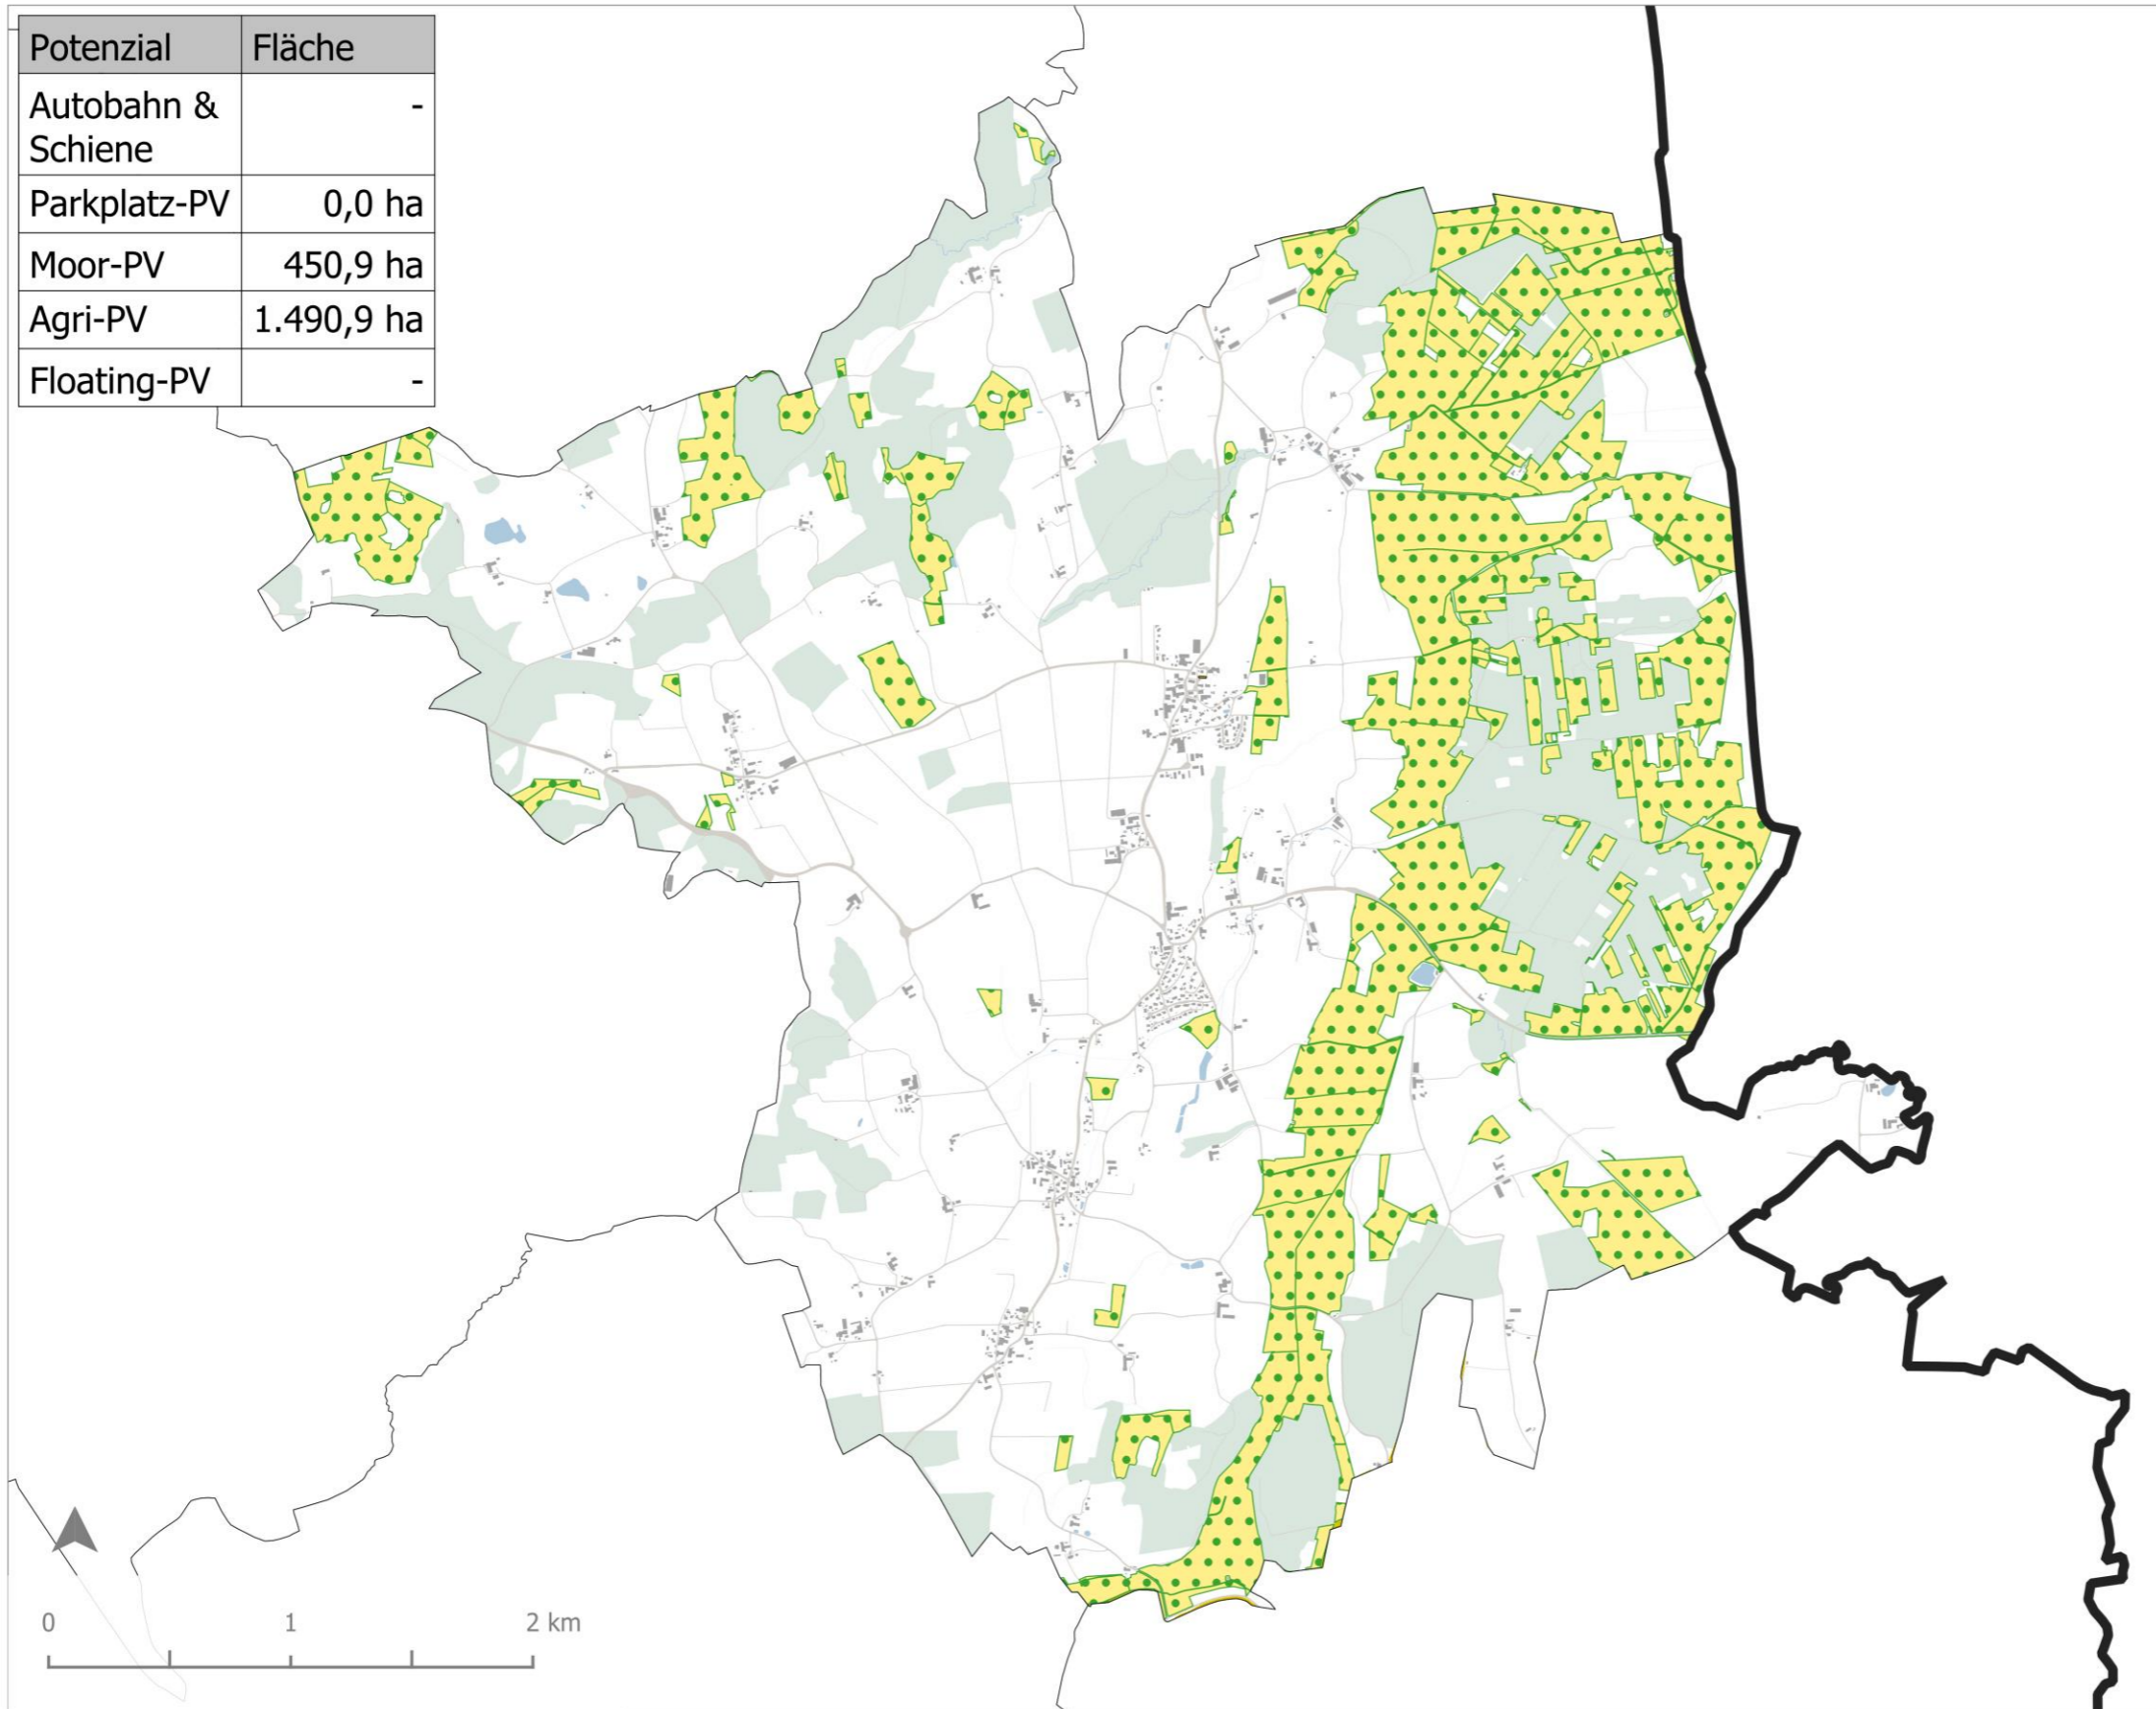 Potenzial Fläche
Autobahn & -
Schiene
Parkplatz-PV 0,0 ha
Moor-PV 450,9 ha
Agri-PV 1.490,9 ha
Floating-PV -
0 1 2 km